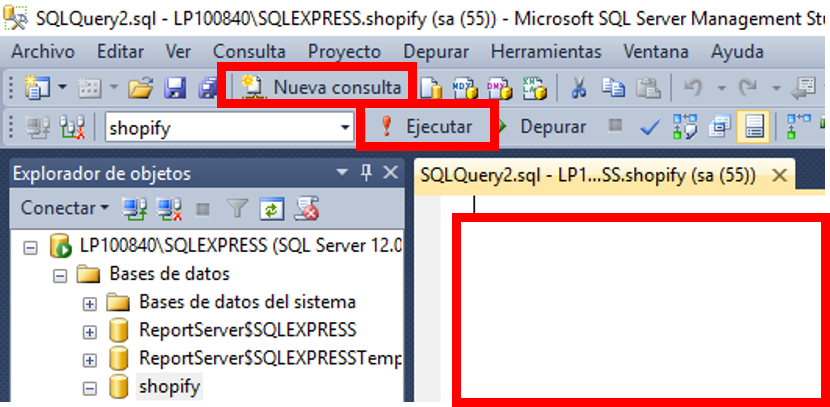 SQLQuery2.sql - LP100840\SQLEXPRESS.shopify (sa (55)) - Microsoft SQL Server Management Stu
Archivo Editar Ver Consulta Proyecto Depurar Herramientas Ventana Ayuda
Nueva consulta
shopify Ejecutar Depurar
Explorador de objetos
SQLQuery2.sql - LP1...SS.shopify (sa (55))
Conectar
LP100840\SQLEXPRESS (SQL Server 12.0
Bases de datos
Bases de datos del sistema
ReportServer$SQLEXPRESS
ReportServer$SQLEXPRESSTemp
shopify